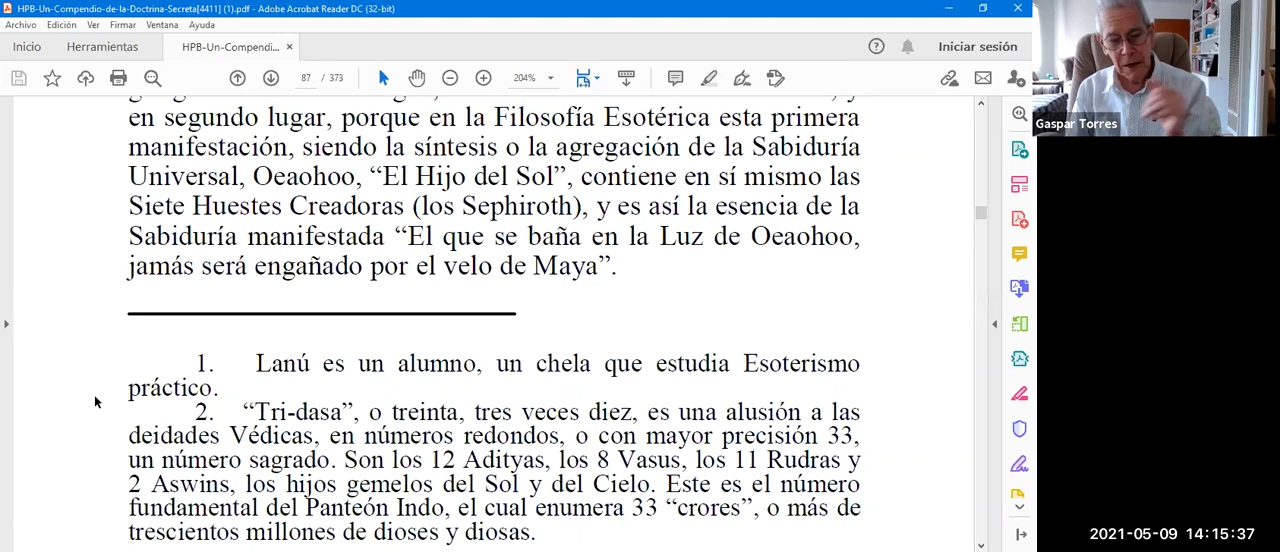 HPB-Un-Compendio-de-la-Doctrina-Secreta[4411] (1).pdf - Adobe Acrobat Reader DC (32-bit)
Archivo Edición Ver Firmar Ventana Ayuda
Inicio Herramientas HPB-Un-Compendi... × Iniciar sesión
87 / 373 204%
en segundo lugar, porque en la Filosofía Esotérica esta primera
manifestación, siendo la síntesis o la agregación de la Sabiduría
Universal, Oeaohoo, “El Hijo del Sol”, contiene en sí mismo las
Siete Huestes Creadoras (los Sephiroth), y es así la esencia de la
Sabiduría manifestada “El que se baña en la Luz de Oeaohoo,
jamás será engañado por el velo de Maya”.
1. Lanú es un alumno, un chela que estudia Esoterismo
práctico.
2. “Tri-dasa”, o treinta, tres veces diez, es una alusión a las
deidades Védicas, en números redondos, o con mayor precisión 33,
un número sagrado. Son los 12 Adityas, los 8 Vasus, los 11 Rudras y
2 Aswins, los hijos gemelos del Sol y del Cielo. Este es el número
fundamental del Panteón Indo, el cual enumera 33 “crores”, o más de
trescientos millones de dioses y diosas.
Gaspar Torres
2021-05-09 14:15:37